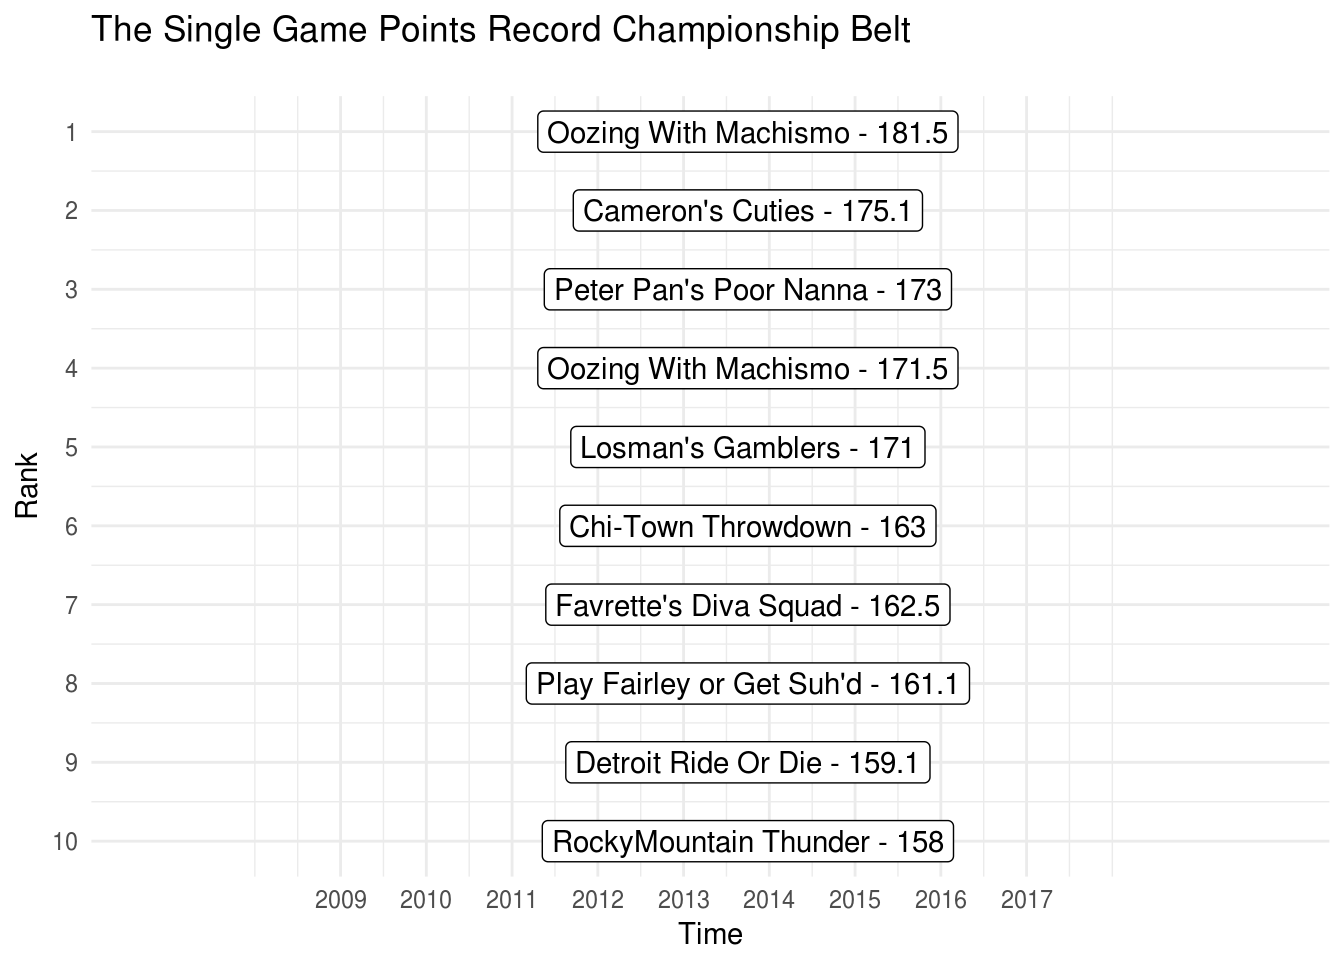 The Single Game Points Record Championship Belt
1
Oozing With Machismo - 181.5
2
Cameron's Cuties - 175.1
3
Peter Pan's Poor Nanna - 173
4
Oozing With Machismo - 171.5
5
Losman's Gamblers - 171
6
Chi-Town Throwdown - 163
7
Favrette's Diva Squad - 162.5
8
Play Fairley or Get Suh'd - 161.1
9
Detroit Ride Or Die - 159.1
10
RockyMountain Thunder - 158
Rank
2009 2010 2011 2012 2013 2014 2015 2016 2017
Time